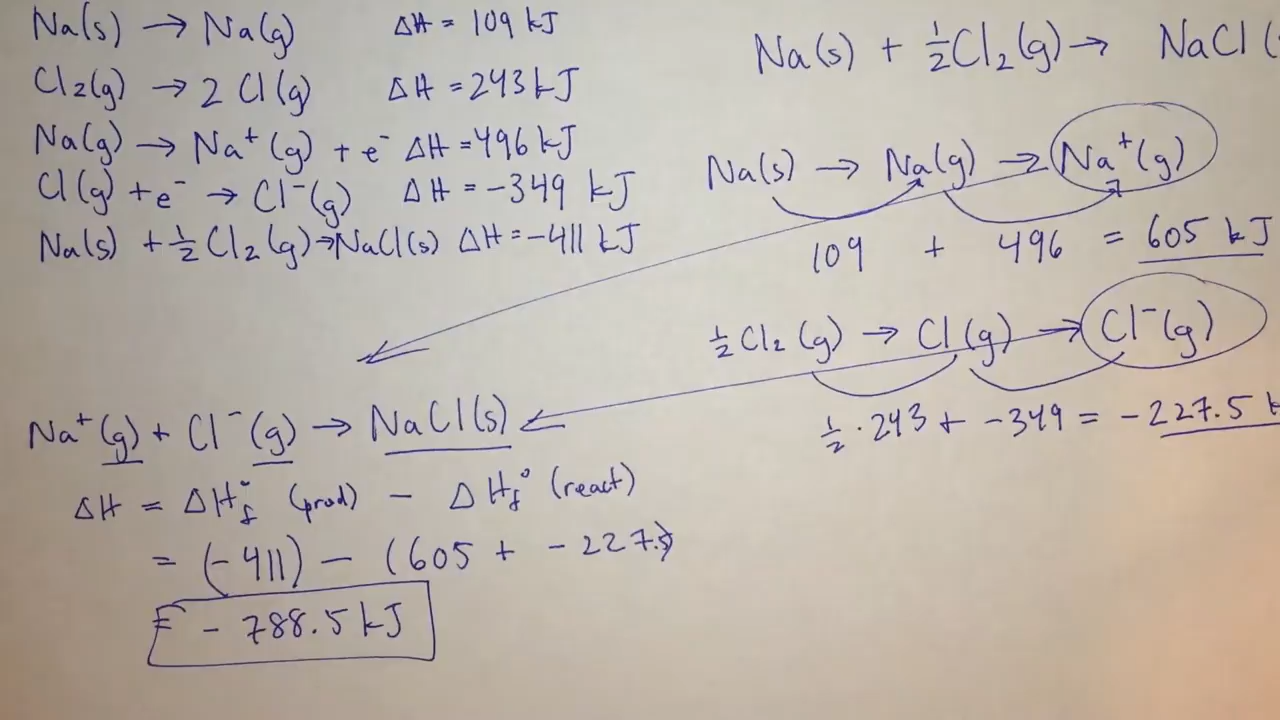 Na(s) → Na(g) ΔH = 109 kJ
Cl₂(g) → 2 Cl(g) ΔH = 243 kJ
Na(g) → Na⁺(g) + e⁻ ΔH = 496 kJ
Cl(g) + e⁻ → Cl⁻(g) ΔH = -349 kJ
Na(s) + ½ Cl₂(g) → NaCl(s) ΔH = -411 kJ
Na(s) + ½ Cl₂(g) → NaCl (
Na(s) → Na(g) → Na⁺(g)
109 + 496 = 605 kJ
½ Cl₂(g) → Cl(g) → Cl⁻(g)
½ · 243 + -349 = -227.5 k
Na⁺(g) + Cl⁻(g) → NaCl(s)
ΔH = ΔH°f (prod) - ΔH°f (react)
= (-411) - (605 + -227.5)
= -788.5 kJ